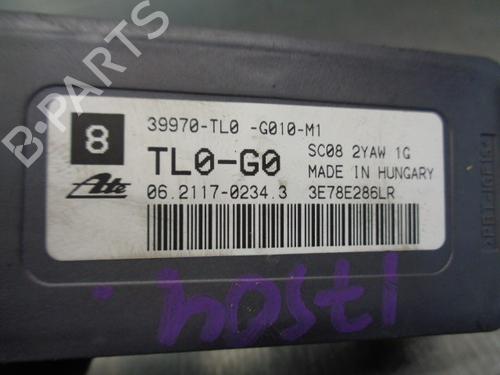 8
39970-TL0 -G010-M1
TL0-G0
SC08 2YAW 1G
MADE IN HUNGARY
Ate
06.2117-0234.3
3E78E286LR